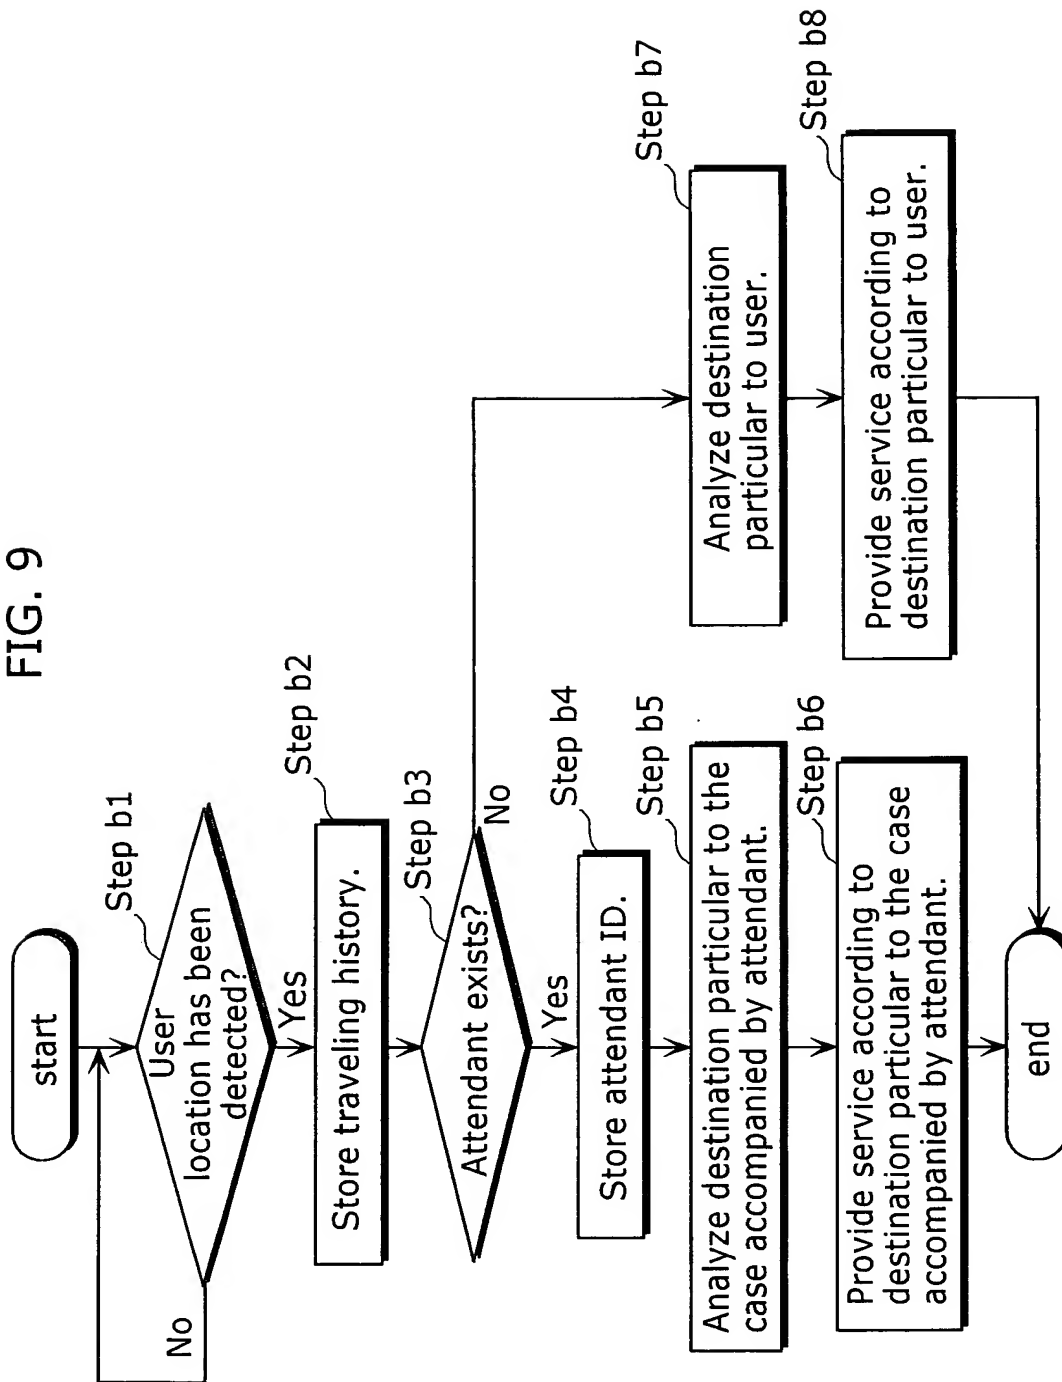 FIG. 9
start
Step b1
User
location has been
detected?
No
Yes
Step b2
Store traveling history.
Step b3
Attendant exists?
No
Yes
Step b4
Store attendant ID.
Step b5
Analyze destination particular to the
case accompanied by attendant.
Step b6
Provide service according to
destination particular to the case
accompanied by attendant.
Step b7
Analyze destination
particular to user.
Step b8
Provide service according to
destination particular to user.
end